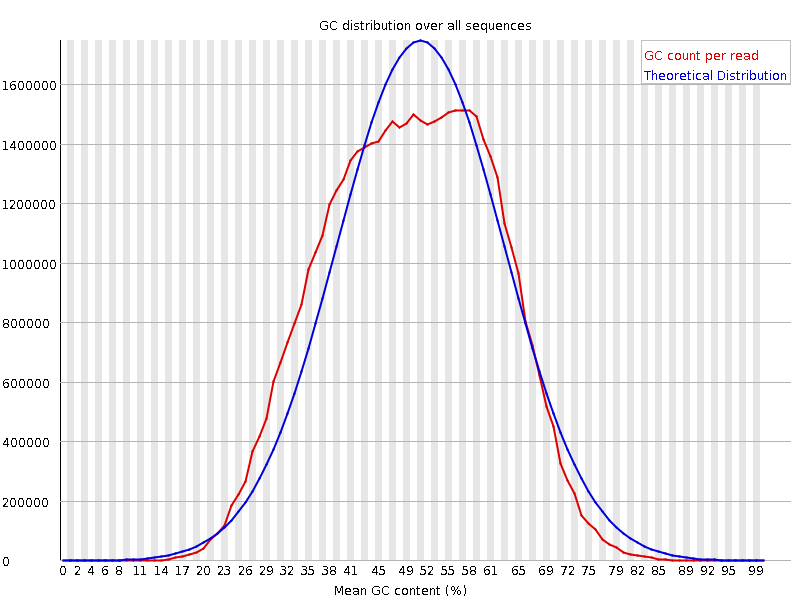 GC distribution over all sequences
GC count per read
Theoretical Distribution
1600000
1400000
1200000
1000000
800000
600000
400000
200000
0
0 2 4 6 8 11 14 17 20 23 26 29 32 35 38 41 45 49 52 55 58 61 65 69 72 75 79 82 85 89 92 95 99
Mean GC content (%)